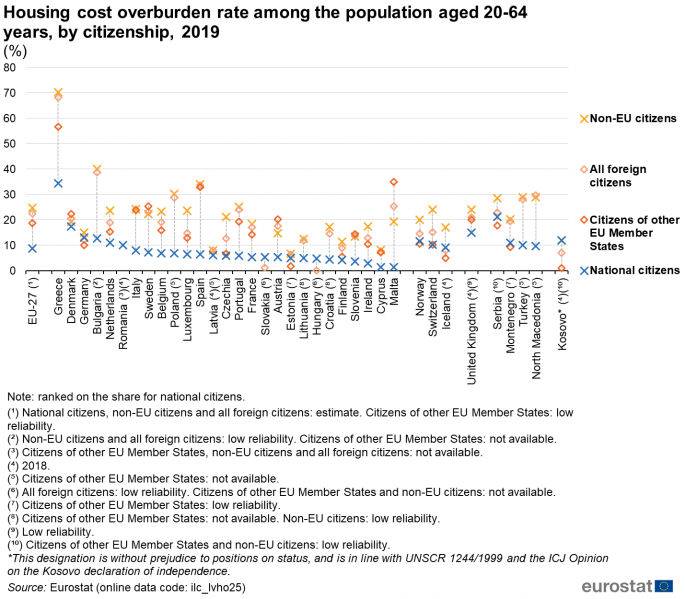 Housing cost overburden rate among the population aged 20-64
years, by citizenship, 2019
(%)
80
70
60
50
40
30
20
10
0
EU-27 (¹)
Greece
Denmark
Germany
Bulgaria (²)
Netherlands
Romania (³)(⁴)
Italy
Sweden
Belgium
Poland (⁵)
Luxembourg
Spain
Latvia (⁴)(⁵)
Czechia
Portugal
France
Slovakia (⁶)
Austria
Estonia (⁷)
Lithuania (⁸)
Hungary (⁶)
Croatia (⁸)
Finland
Slovenia
Ireland
Cyprus
Malta
Norway
Switzerland
Iceland (⁴)
United Kingdom (⁴)(⁹)
Serbia (¹⁰)
Montenegro (⁷)
Turkey (⁵)
North Macedonia (⁵)
Kosovo* (⁴)(¹⁰)
Non-EU citizens
All foreign
citizens
Citizens of other
EU Member
States
National citizens
Note: ranked on the share for national citizens.
(¹) National citizens, non-EU citizens and all foreign citizens: estimate. Citizens of other EU Member States: low
reliability.
(²) Non-EU citizens and all foreign citizens: low reliability. Citizens of other EU Member States: not available.
(³) Citizens of other EU Member States, non-EU citizens and all foreign citizens: not available.
(⁴) 2018.
(⁵) Citizens of other EU Member States: not available.
(⁶) All foreign citizens: low reliability. Citizens of other EU Member States and non-EU citizens: not available.
(⁷) Citizens of other EU Member States: low reliability.
(⁸) Citizens of other EU Member States: not available. Non-EU citizens: low reliability.
(⁹) Low reliability.
(¹⁰) Citizens of other EU Member States and non-EU citizens: low reliability.
*This designation is without prejudice to positions on status, and is in line with UNSCR 1244/1999 and the ICJ Opinion
on the Kosovo declaration of independence.
Source: Eurostat (online data code: ilc_lvho25)
eurostat